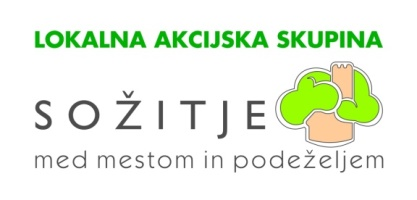 LOKALNA AKCIJSKA SKUPINA
SOŽITJE
med mestom in podeželjem